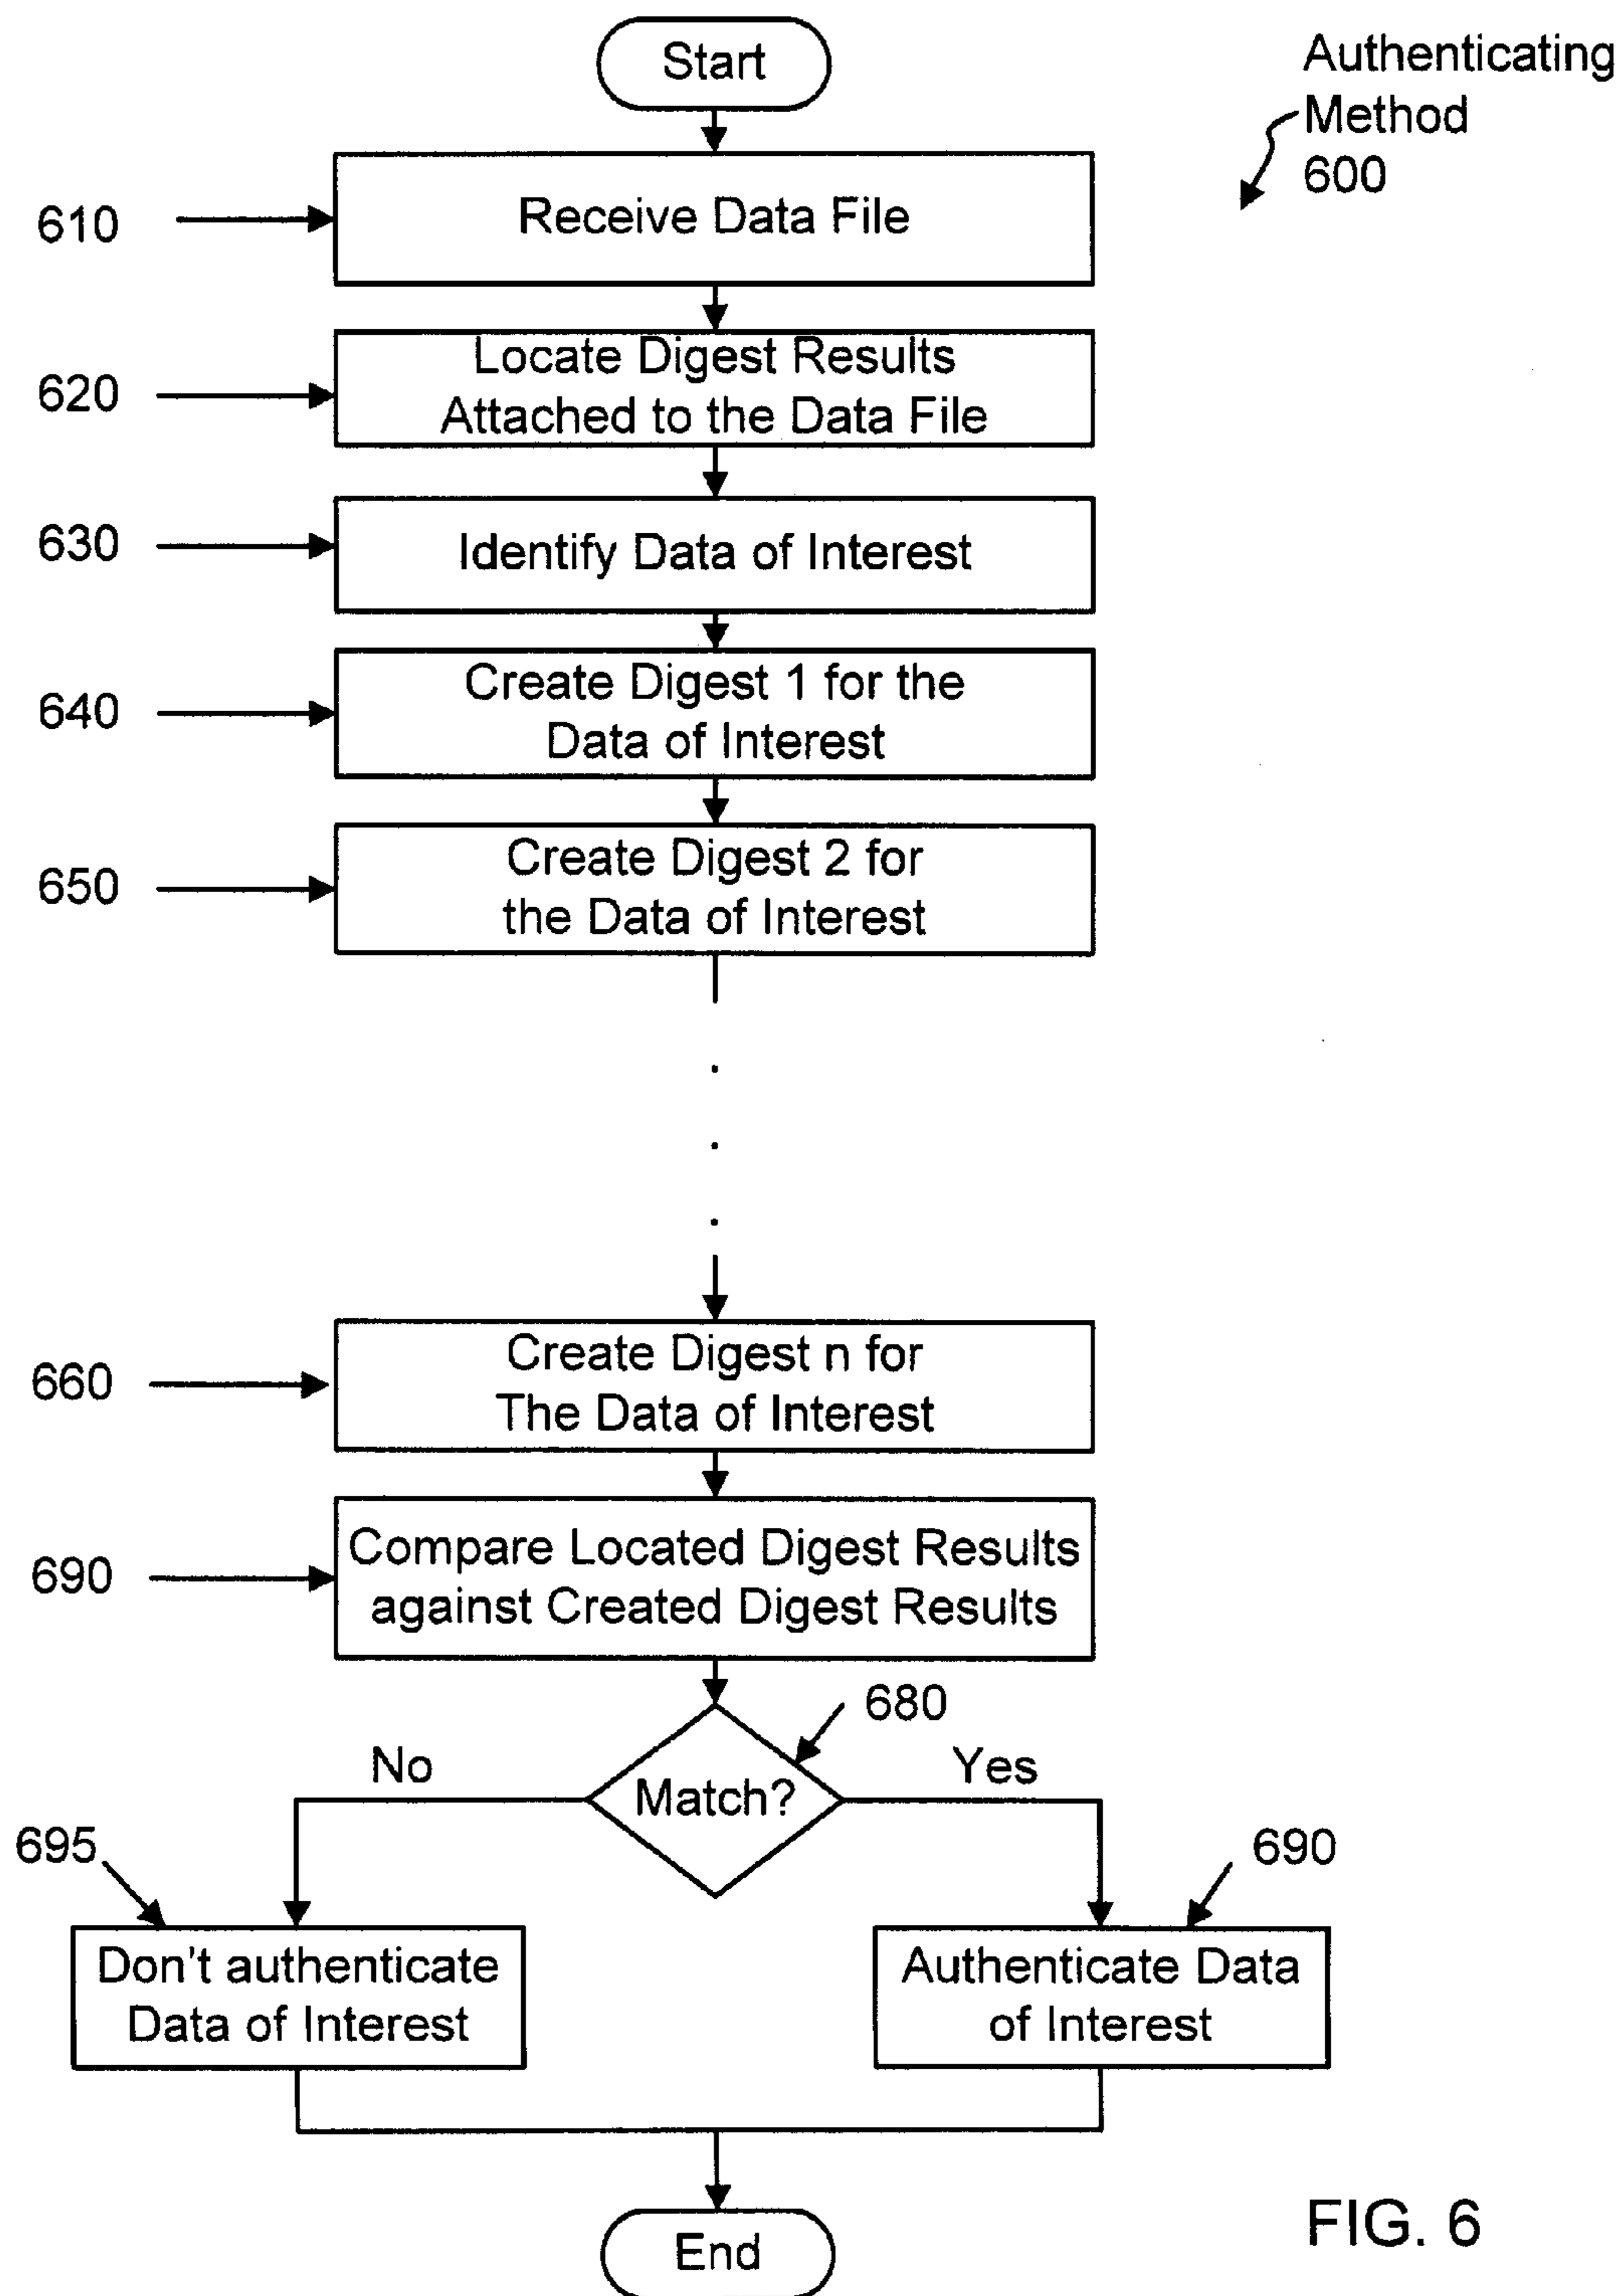 Start
Authenticating
Method
600
610
Receive Data File
620
Locate Digest Results
Attached to the Data File
630
Identify Data of Interest
640
Create Digest 1 for the
Data of Interest
650
Create Digest 2 for
the Data of Interest
.
.
.
660
Create Digest n for
The Data of Interest
690
Compare Located Digest Results
against Created Digest Results
680
Match?
No
Yes
695
Don't authenticate
Data of Interest
690
Authenticate Data
of Interest
End
FIG. 6